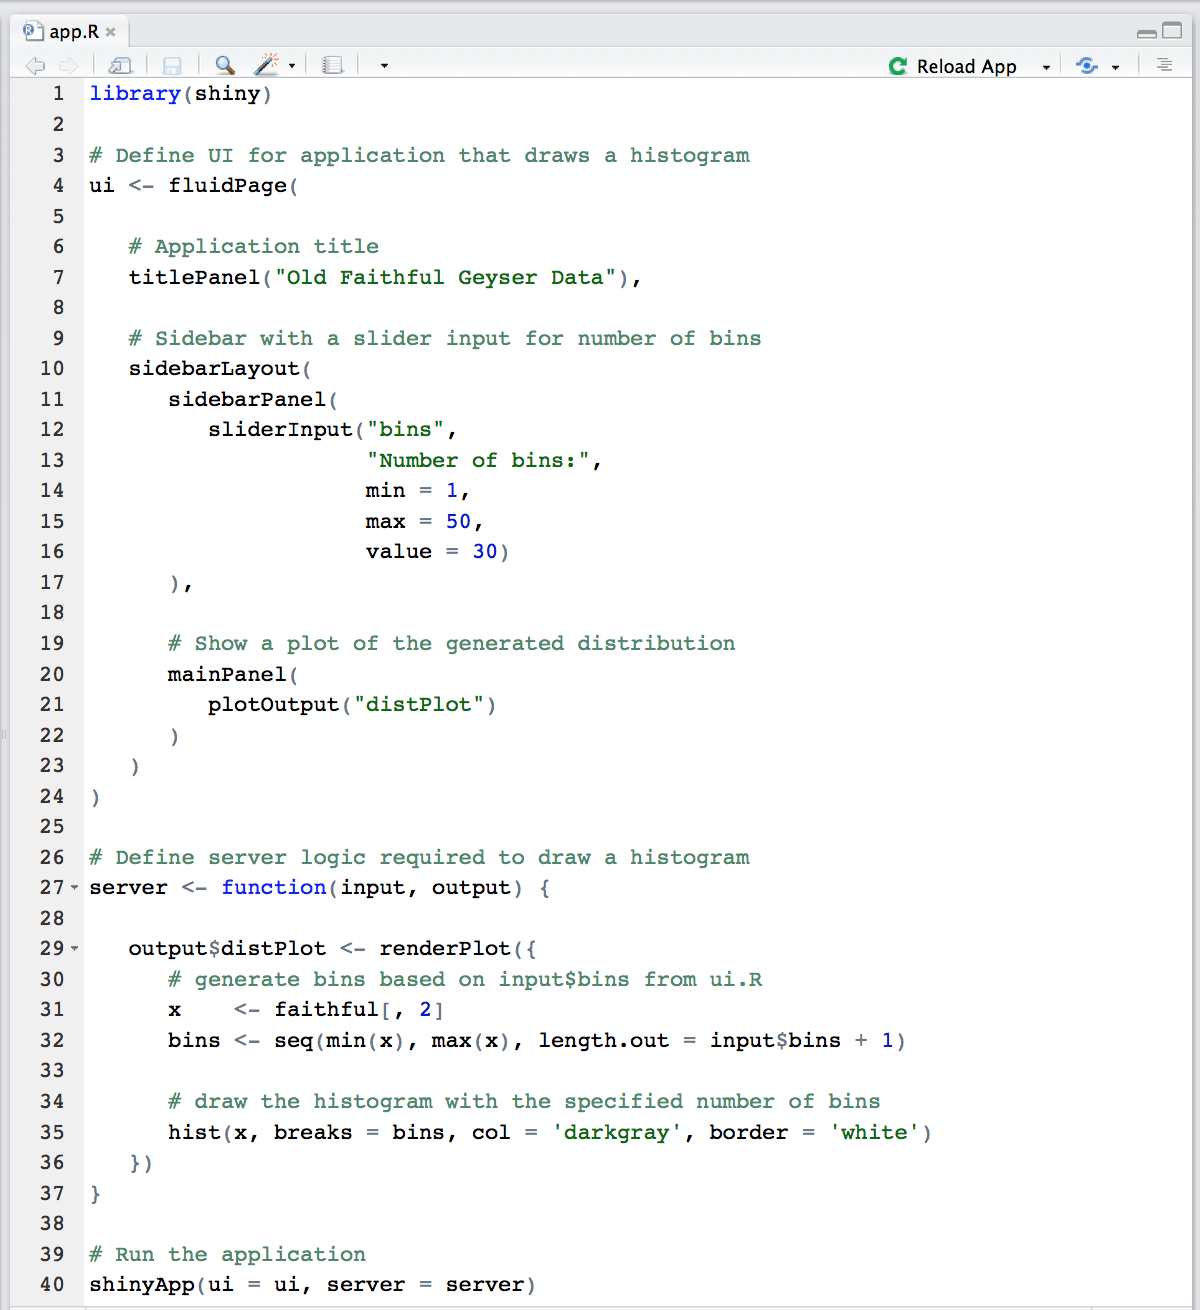 app.R
Reload App
1 library(shiny)
2
3 # Define UI for application that draws a histogram
4 ui <- fluidPage(
5
6    # Application title
7    titlePanel("Old Faithful Geyser Data"),
8
9    # Sidebar with a slider input for number of bins
10    sidebarLayout(
11       sidebarPanel(
12          sliderInput("bins",
13                      "Number of bins:",
14                      min = 1,
15                      max = 50,
16                      value = 30)
17       ),
18
19       # Show a plot of the generated distribution
20       mainPanel(
21          plotOutput("distPlot")
22       )
23    )
24 )
25
26 # Define server logic required to draw a histogram
27 server <- function(input, output) {
28
29    output$distPlot <- renderPlot({
30       # generate bins based on input$bins from ui.R
31       x    <- faithful[, 2]
32       bins <- seq(min(x), max(x), length.out = input$bins + 1)
33
34       # draw the histogram with the specified number of bins
35       hist(x, breaks = bins, col = 'darkgray', border = 'white')
36    })
37 }
38
39 # Run the application
40 shinyApp(ui = ui, server = server)